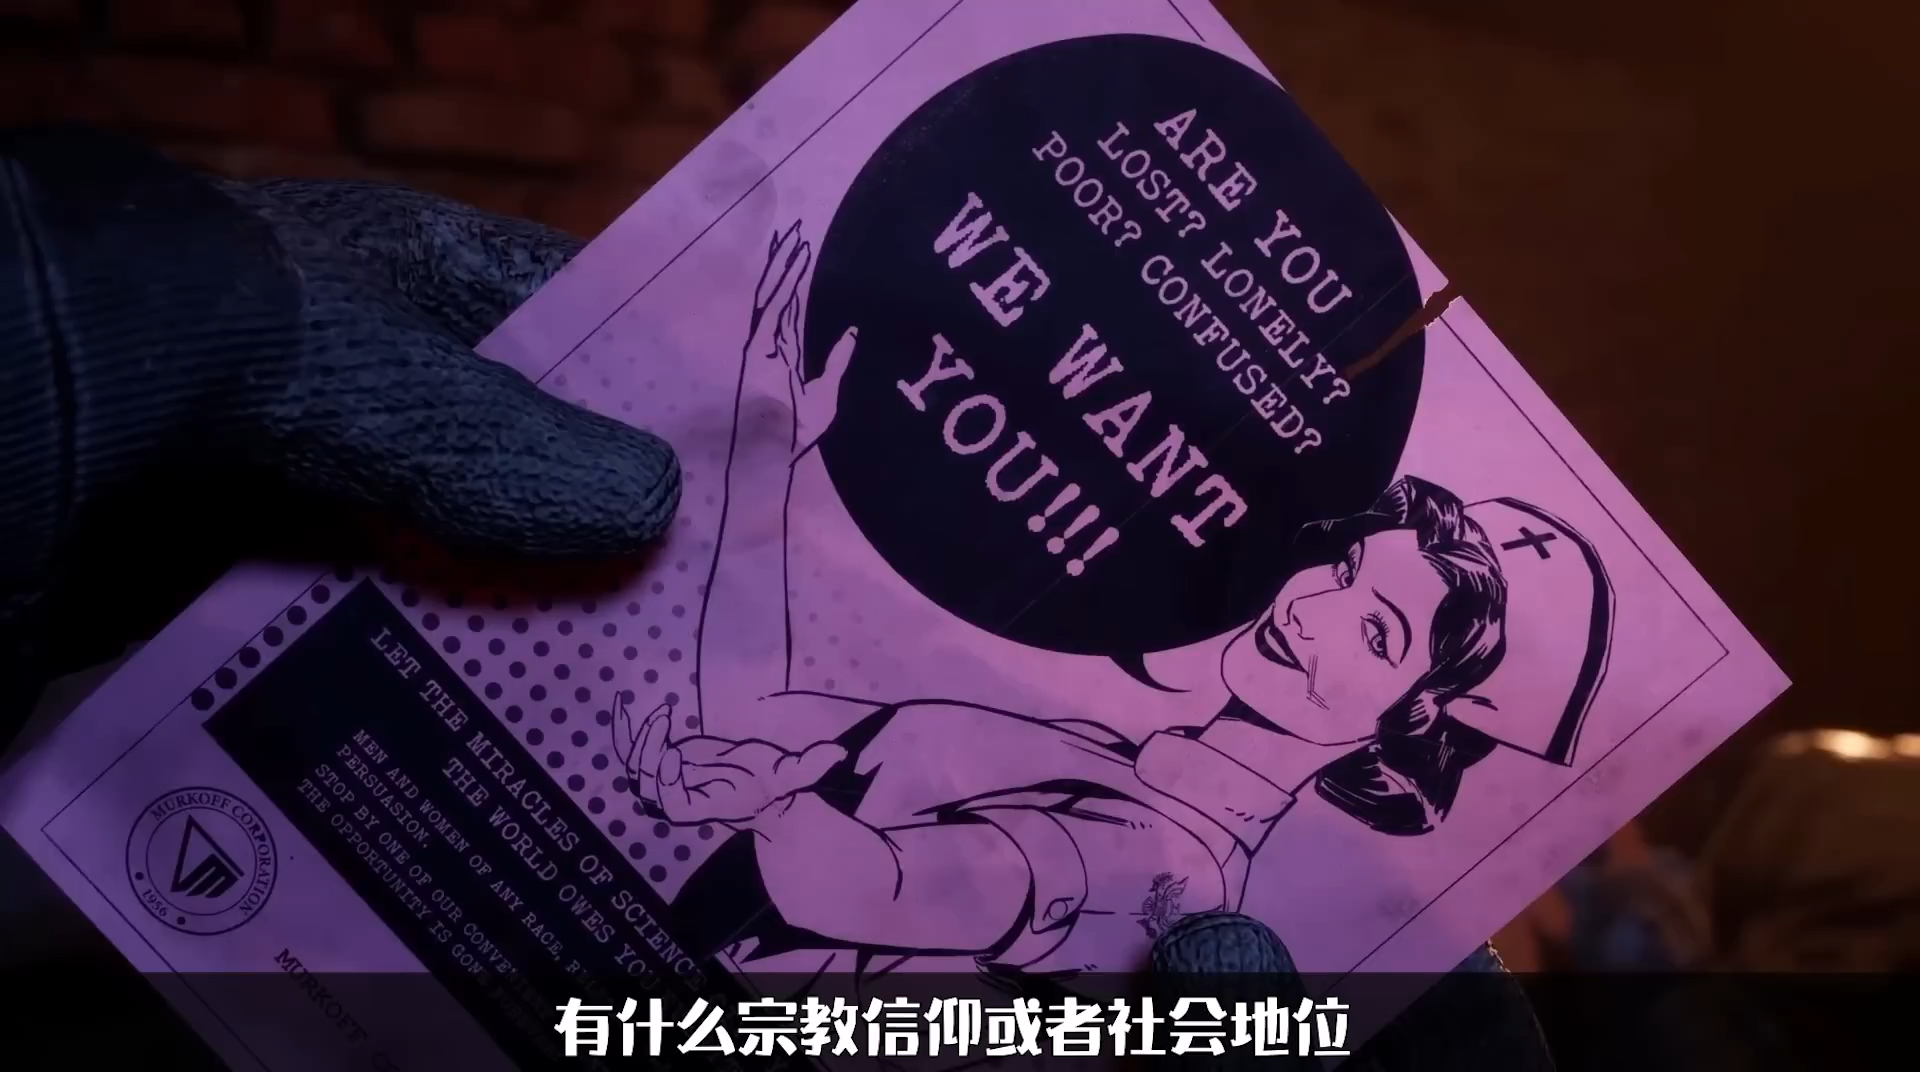 ARE YOU
LOST? LONELY?
POOR? CONFUSED?
WE WANT
YOU!!!
LET THE MIRACLES OF SCIENCE
THE WORLD OWES YOU
MEN AND WOMEN OF ANY RACE,
PERSUASION.
STOP BY ONE OF OUR
THE OPPORTUNITY IS
MURKOFF CORPORATION
1956
MURKOFF
有什么宗教信仰或者社会地位